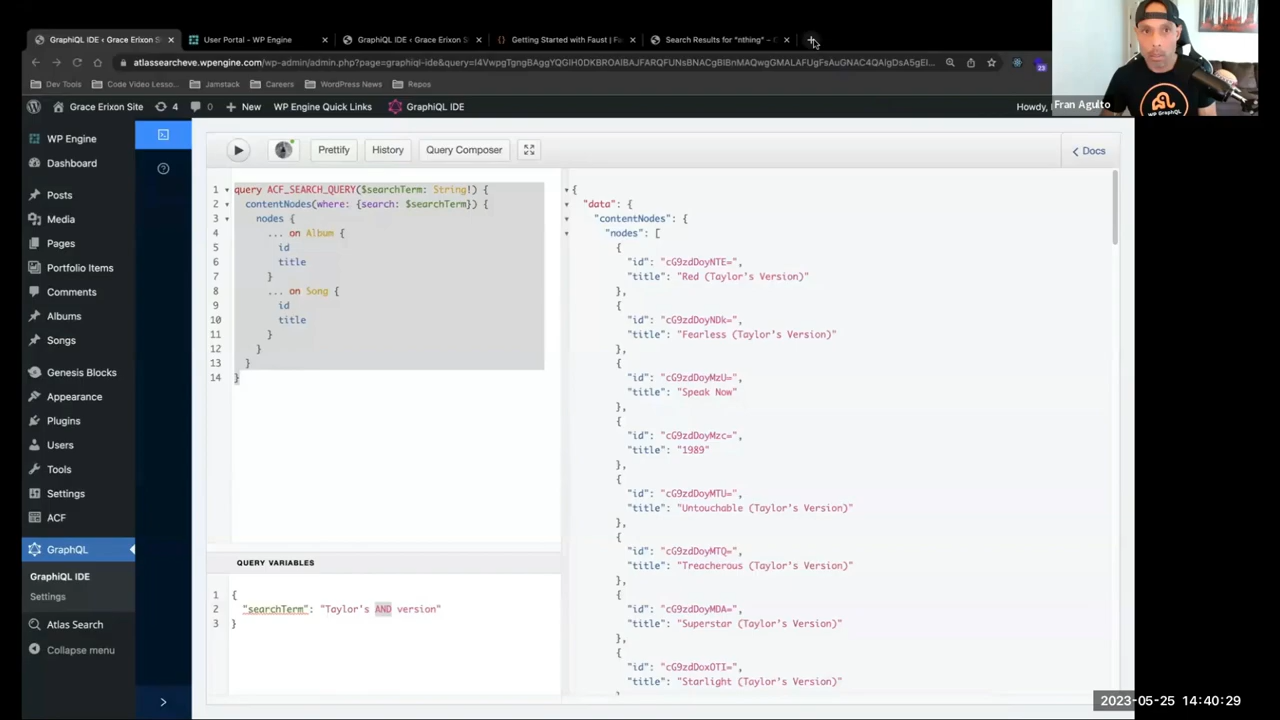 GraphiQL IDE ‹ Grace Erixon S
User Portal - WP Engine
GraphiQL IDE ‹ Grace Erixon S
Getting Started with Faust | Fa
Search Results for "nthing" –
atlassearcheve.wpengine.com/wp-admin/admin.php?page=graphiql-ide&query=
Dev Tools
Code Video Lesso...
Jamstack
Careers
WordPress News
Repos
23
Fran Agulto
WP GraphQL
Grace Erixon Site
4
0
New
WP Engine Quick Links
GraphiQL IDE
Howdy,
WP Engine
Dashboard
Posts
Media
Pages
Portfolio Items
Comments
Albums
Songs
Genesis Blocks
Appearance
Plugins
Users
Tools
Settings
ACF
GraphQL
GraphiQL IDE
Settings
Atlas Search
Collapse menu
Prettify
History
Query Composer
Docs
1 query ACF_SEARCH_QUERY($searchTerm: String!) {
2 contentNodes(where: {search: $searchTerm}) {
3 nodes {
4 ... on Album {
5 id
6 title
7 }
8 ... on Song {
9 id
10 title
11 }
12 }
13 }
14 }
QUERY VARIABLES
1 {
2 "searchTerm": "Taylor's AND version"
3 }
{
"data": {
"contentNodes": {
"nodes": [
{
"id": "cG9zdDoyNTE=",
"title": "Red (Taylor's Version)"
},
{
"id": "cG9zdDoyNDk=",
"title": "Fearless (Taylor's Version)"
},
{
"id": "cG9zdDoyMzU=",
"title": "Speak Now"
},
{
"id": "cG9zdDoyMzc=",
"title": "1989"
},
{
"id": "cG9zdDoyMTU=",
"title": "Untouchable (Taylor's Version)"
},
{
"id": "cG9zdDoyMTQ=",
"title": "Treacherous (Taylor's Version)"
},
{
"id": "cG9zdDoyMDA=",
"title": "Superstar (Taylor's Version)"
},
{
"id": "cG9zdDoxOTI=",
"title": "Starlight (Taylor's Version)"
2023-05-25 14:40:29